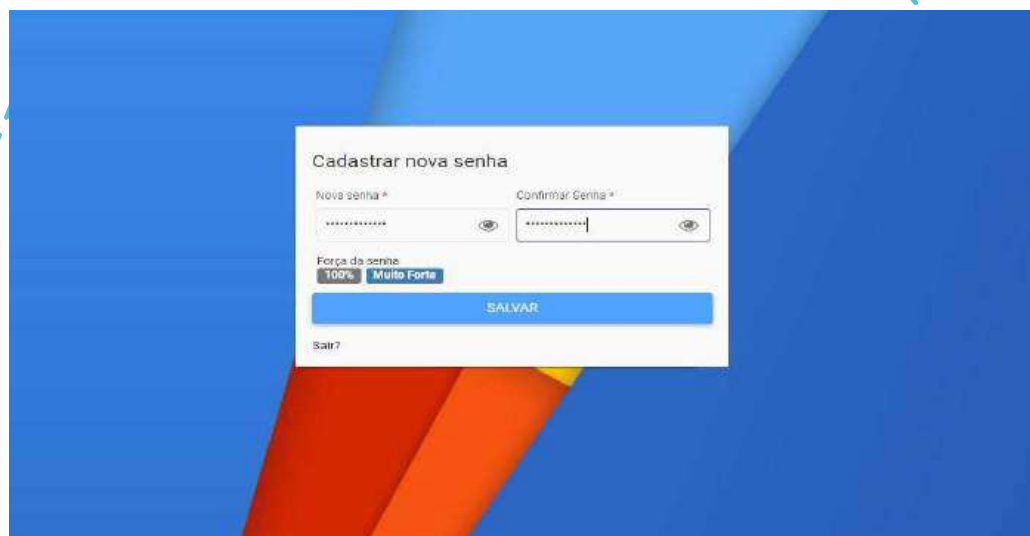 Cadastrar nova senha
Nova senha * Confirmar Senha *
Força da senha
100% Muito Forte
SALVAR
Sair?